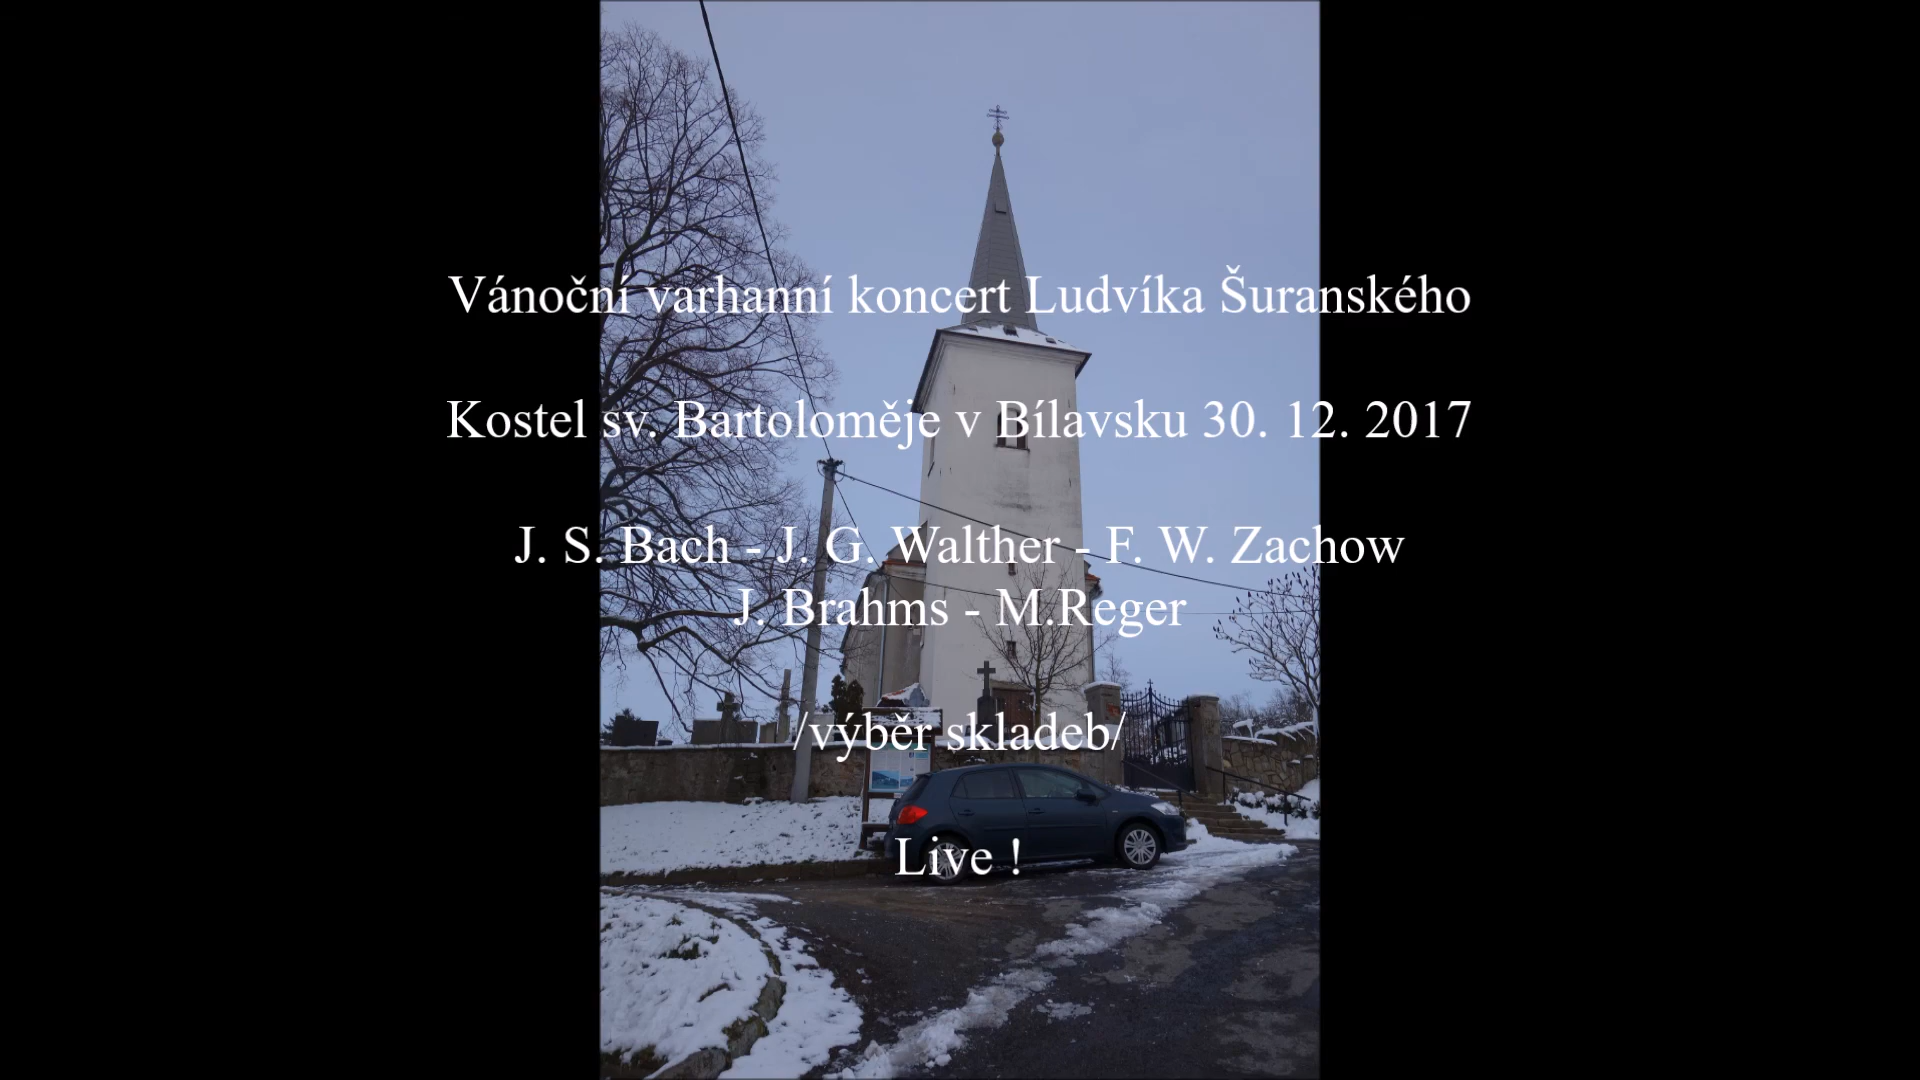 Vánoční varhanní koncert Ludvíka Šuranského
Kostel sv. Bartoloměje v Bílavsku 30. 12. 2017
J. S. Bach - J. G. Walther - F. W. Zachow
J. Brahms - M.Reger
/výběr skladeb/
Live !